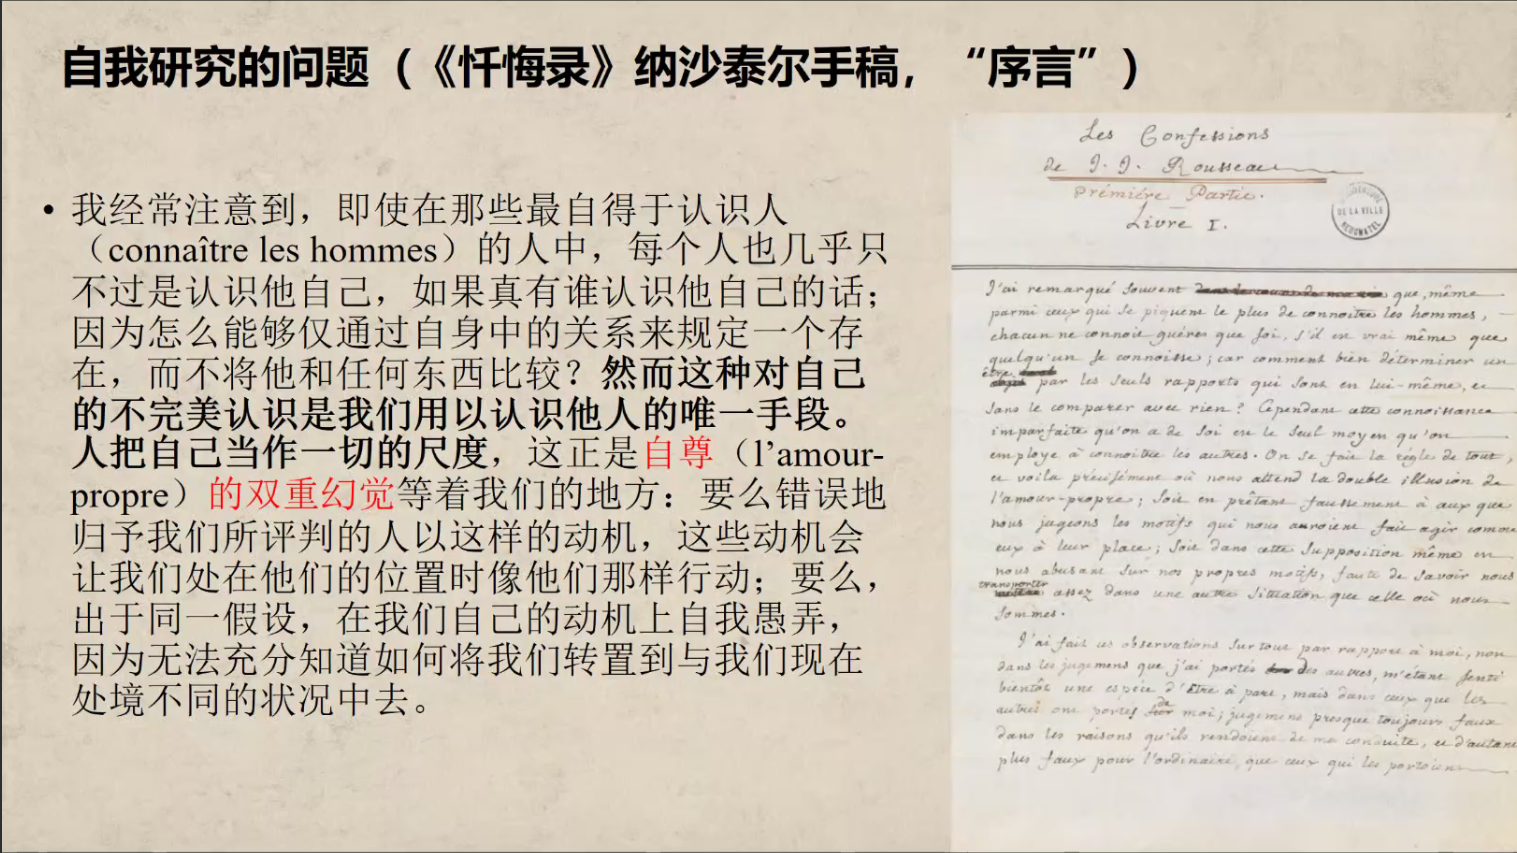 自我研究的问题（《忏悔录》纳沙泰尔手稿，“序言”）
• 我经常注意到，即使在那些最自得于认识人
（connaître les hommes）的人中，每个人也几乎只
不过是认识他自己，如果真有谁认识他自己的话；
因为怎么能够仅通过自身中的关系来规定一个存
在，而不将他和任何东西比较？然而这种对自己
的不完美认识是我们用以认识他人的唯一手段。
人把自己当作一切的尺度，这正是自尊（l’amour-
propre）的双重幻觉等着我们的地方：要么错误地
归予我们所评判的人以这样的动机，这些动机会
让我们处在他们的位置时像他们那样行动；要么，
出于同一假设，在我们自己的动机上自我愚弄，
因为无法充分知道如何将我们转置到与我们现在
处境不同的状况中去。
Les Confessions
de J. J. Rousseau
Prémiére Partie.
Livre I.
DE LA VILLE
J'ai remarqué souvent que, même
parmi ceux qui se piquent le plus de connoitre les hommes,
chacun ne connoit guéres que soi, s'il est vrai même que
quelqu'un se connoisse; car comment bien déterminer un
être par les seuls rapports qui sont en lui-même, et
sans le comparer avec rien? Cependant cette connoissance
imparfaite qu'on a de soi est le seul moyen qu'on
employe à connoitre les autres. On se fait la régle de tout,
et voila précisément où nous attend la double illusion de
l'amour-propre; soit en prêtant faussement à ceux que
nous jugeons les motifs qui nous auroient fait agir comme
eux à leur place; soit dans cette supposition même en
nous abusant sur nos propres motifs, faute de savoir nous
transporter assez dans une autre situation que celle où nous
sommes.
J'ai fait ces observations surtout par rapport à moi, non
dans les jugemens que j'ai portés des autres, m'étant senti
bientôt une espéce d'être à part, mais dans ceux que les
autres ont portés de moi; jugemens presque toujours faux
dans les raisons qu'ils rendoient de ma conduite, et d'autant
plus faux pour l'ordinaire, que ceux qui les portoient